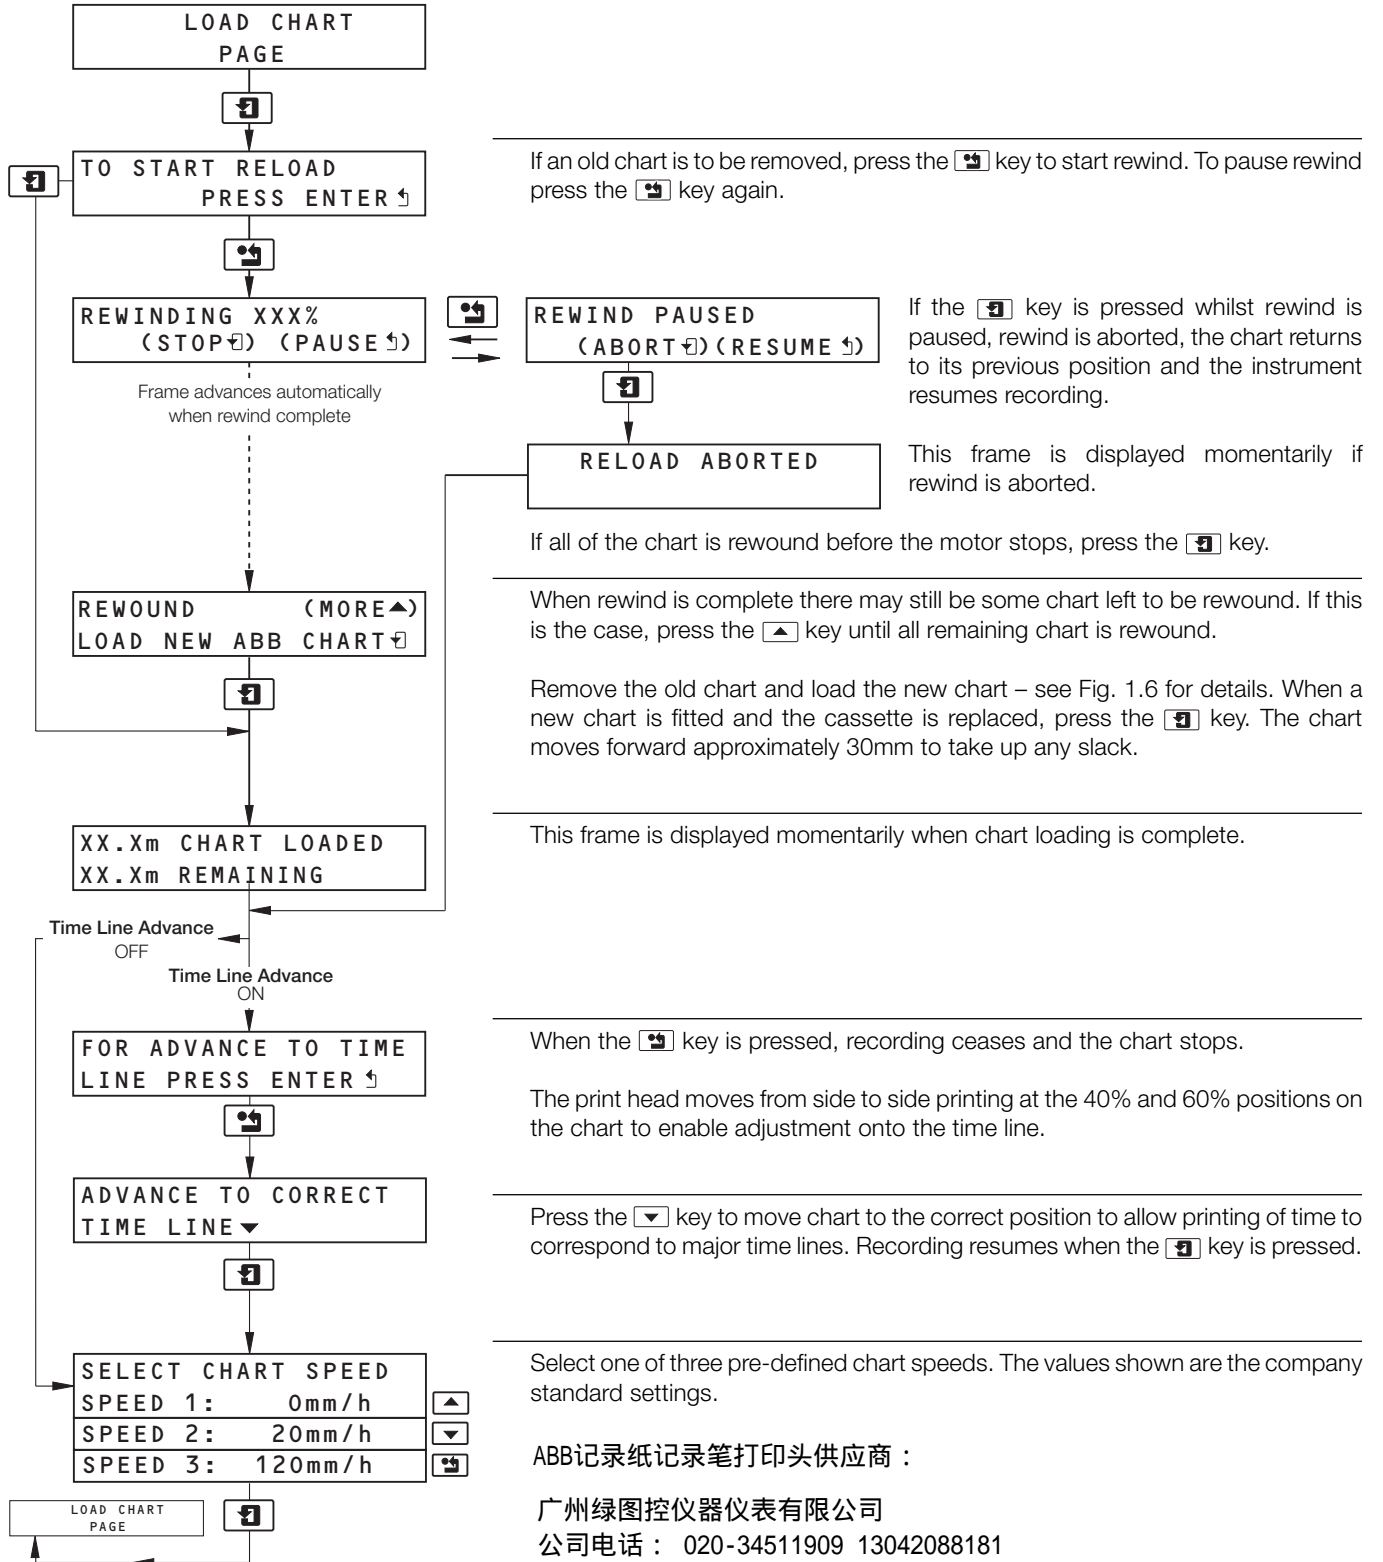 LOAD CHART
PAGE
TO START RELOAD
PRESS ENTER
If an old chart is to be removed, press the key to start rewind. To pause rewind
press the key again.
REWINDING XXX%
(STOP) (PAUSE)
REWIND PAUSED
(ABORT)(RESUME)
If the key is pressed whilst rewind is
paused, rewind is aborted, the chart returns
to its previous position and the instrument
resumes recording.
Frame advances automatically
when rewind complete
RELOAD ABORTED
This frame is displayed momentarily if
rewind is aborted.
If all of the chart is rewound before the motor stops, press the key.
REWOUND (MORE▲)
LOAD NEW ABB CHART
When rewind is complete there may still be some chart left to be rewound. If this
is the case, press the ▲ key until all remaining chart is rewound.
Remove the old chart and load the new chart – see Fig. 1.6 for details. When a
new chart is fitted and the cassette is replaced, press the key. The chart
moves forward approximately 30mm to take up any slack.
XX.Xm CHART LOADED
XX.Xm REMAINING
This frame is displayed momentarily when chart loading is complete.
Time Line Advance
OFF
Time Line Advance
ON
FOR ADVANCE TO TIME
LINE PRESS ENTER
When the key is pressed, recording ceases and the chart stops.
The print head moves from side to side printing at the 40% and 60% positions on
the chart to enable adjustment onto the time line.
ADVANCE TO CORRECT
TIME LINE▼
Press the ▼ key to move chart to the correct position to allow printing of time to
correspond to major time lines. Recording resumes when the key is pressed.
SELECT CHART SPEED
SPEED 1: 0mm/h
SPEED 2: 20mm/h
SPEED 3: 120mm/h
Select one of three pre-defined chart speeds. The values shown are the company
standard settings.
ABB记录纸记录笔打印头供应商：
广州绿图控仪器仪表有限公司
公司电话： 020-34511909 13042088181
LOAD CHART
PAGE